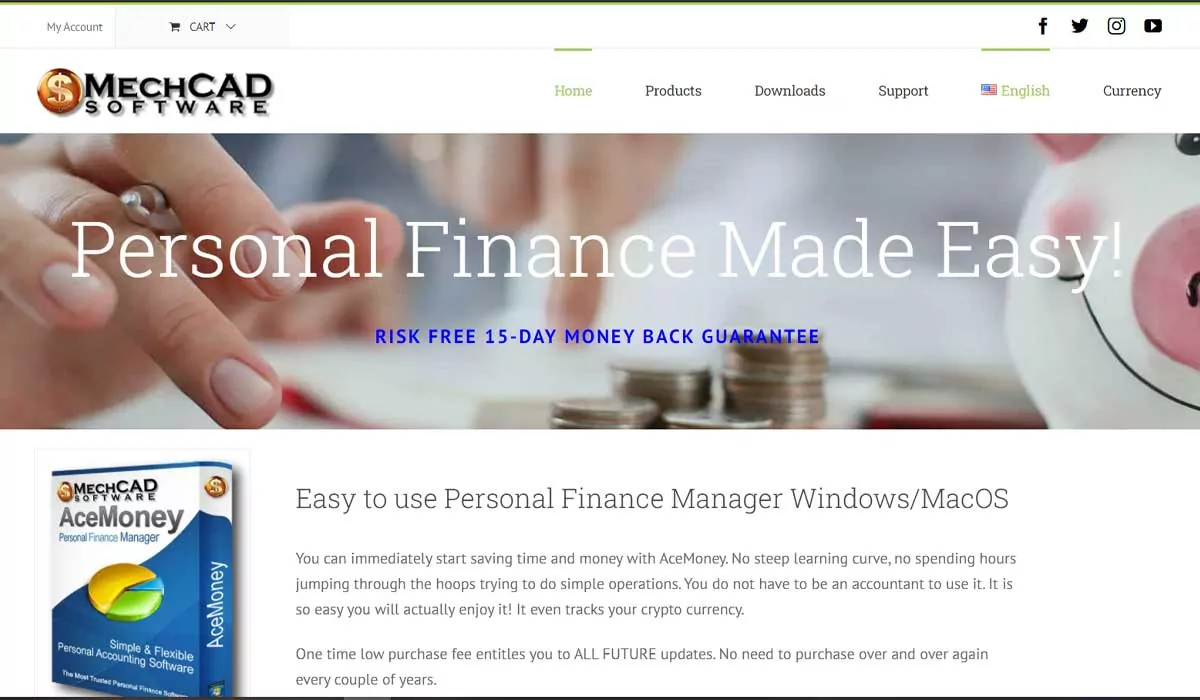 My Account
CART
MECHCAD
SOFTWARE
Home
Products
Downloads
Support
English
Currency
Personal Finance Made Easy!
RISK FREE 15-DAY MONEY BACK GUARANTEE
MECHCAD
SOFTWARE
AceMoney
Personal Finance Manager
AceMoney
Simple & Flexible
Personal Accounting Software
The Most Trusted Personal Finance
Easy to use Personal Finance Manager Windows/MacOS
You can immediately start saving time and money with AceMoney. No steep learning curve, no spending hours
jumping through the hoops trying to do simple operations. You do not have to be an accountant to use it. It is
so easy you will actually enjoy it! It even tracks your crypto currency.
One time low purchase fee entitles you to ALL FUTURE updates. No need to purchase over and over again
every couple of years.